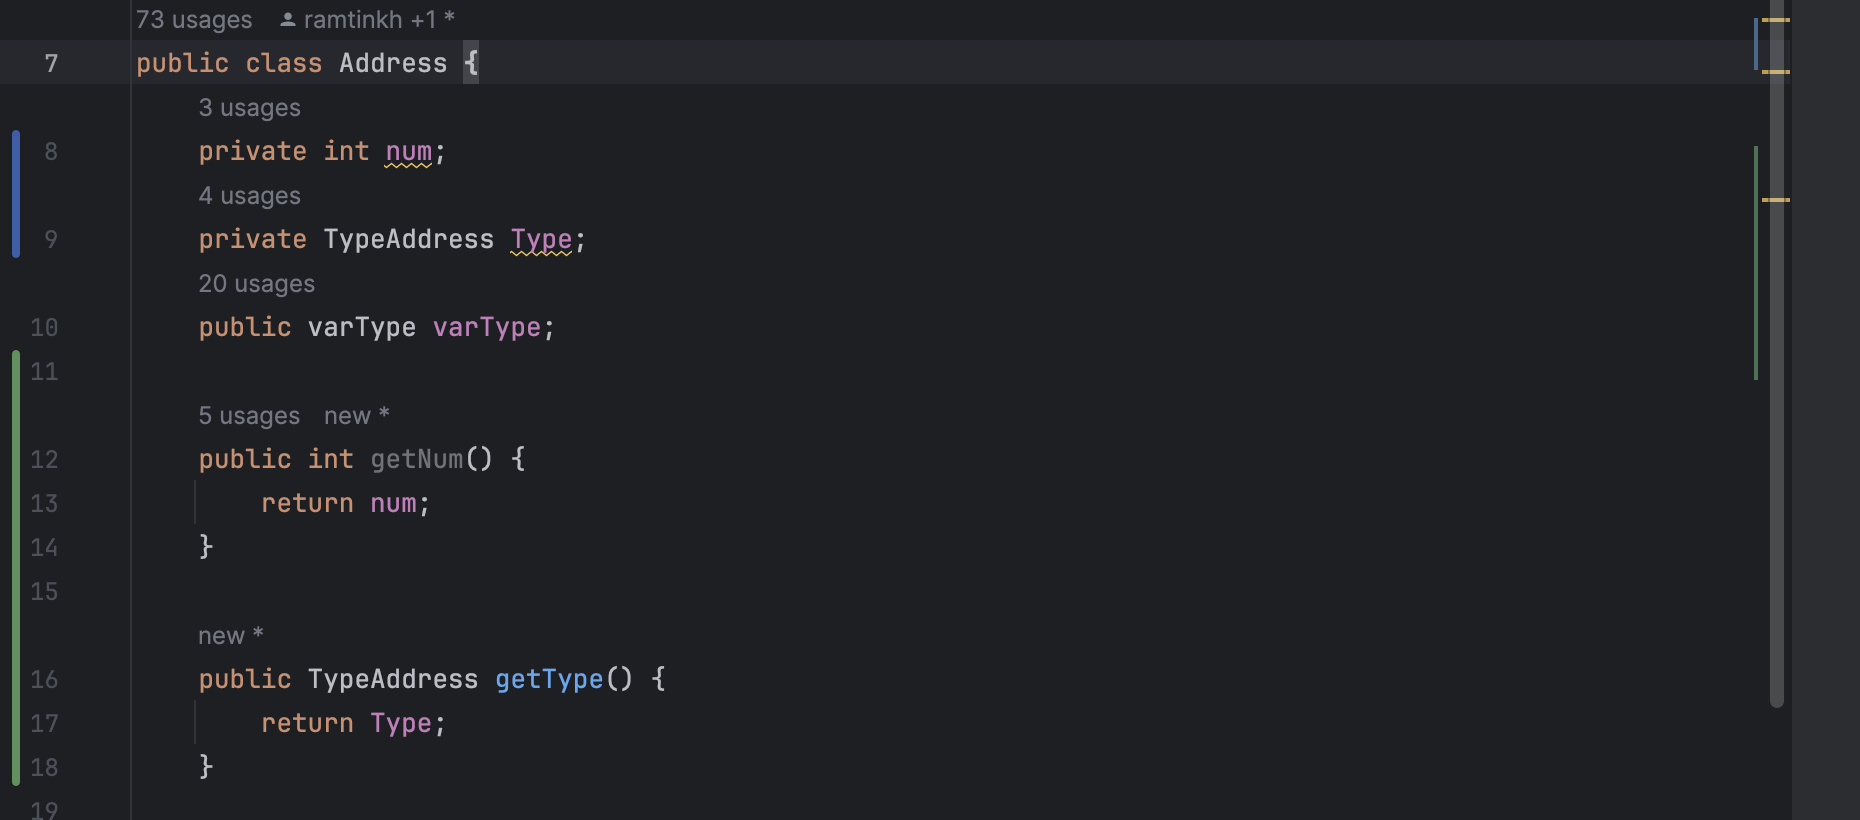 73 usages ramtinkh +1 *
7 public class Address {
3 usages
8 private int num;
4 usages
9 private TypeAddress Type;
20 usages
10 public varType varType;
11
5 usages new *
12 public int getNum() {
13 return num;
14 }
15
new *
16 public TypeAddress getType() {
17 return Type;
18 }
19